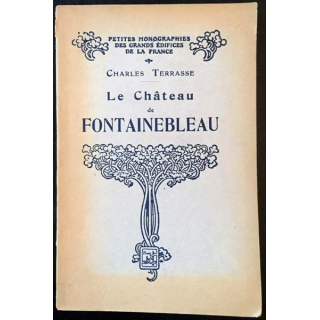 PETITES MONOGRAPHIES
DES GRANDS ÉDIFICES
DE LA FRANCE
CHARLES TERRASSE
Le Château
de
FONTAINEBLEAU